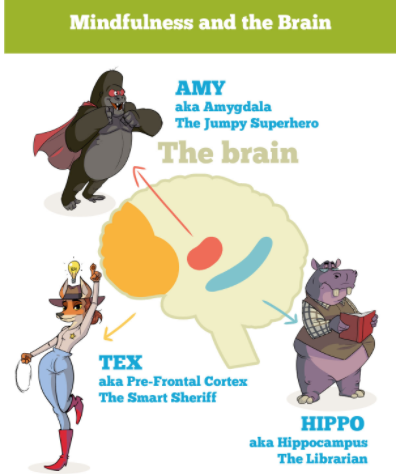 Mindfulness and the Brain
AMY
aka Amygdala
The Jumpy Superhero
The brain
TEX
aka Pre-Frontal Cortex
The Smart Sheriff
HIPPO
aka Hippocampus
The Librarian